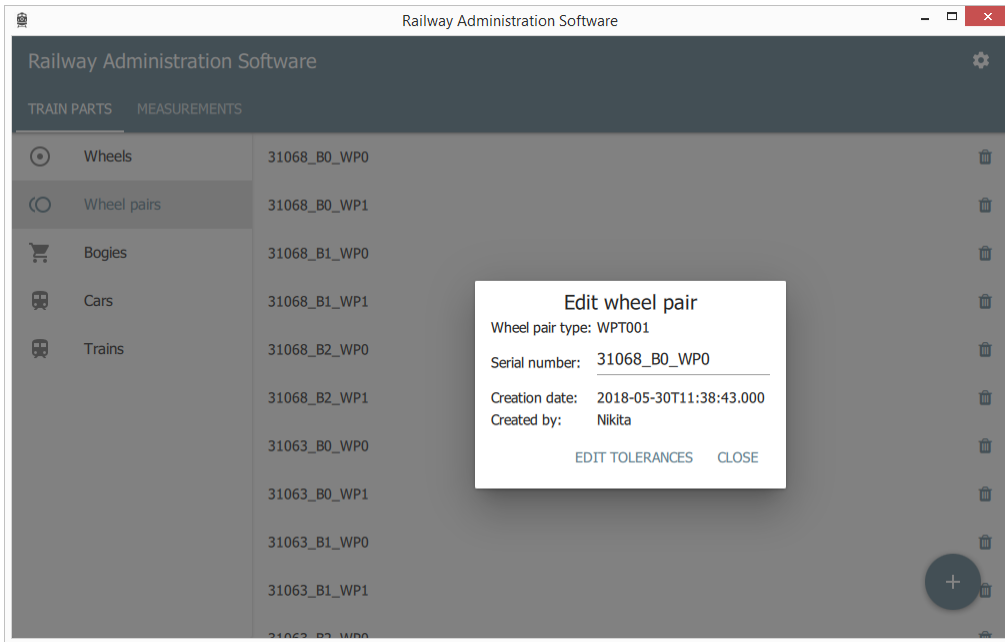 Railway Administration Software
Railway Administration Software
TRAIN PARTS MEASUREMENTS
Wheels
Wheel pairs
Bogies
Cars
Trains
31068_B0_WP0
31068_B0_WP1
31068_B1_WP0
31068_B1_WP1
31068_B2_WP0
31068_B2_WP1
31063_B0_WP0
31063_B0_WP1
31063_B1_WP0
31063_B1_WP1
31063_B2_WP0
Edit wheel pair
Wheel pair type: WPT001
Serial number: 31068_B0_WP0
Creation date: 2018-05-30T11:38:43.000
Created by: Nikita
EDIT TOLERANCES CLOSE